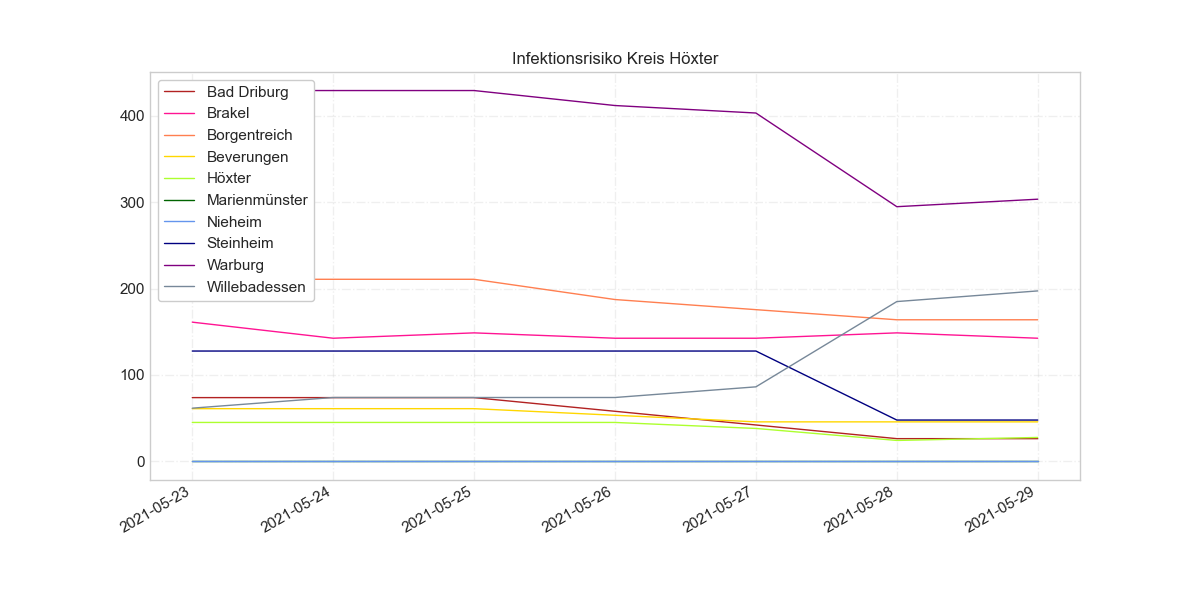 Infektionsrisiko Kreis Höxter
Bad Driburg
Brakel
Borgentreich
Beverungen
Höxter
Marienmünster
Nieheim
Steinheim
Warburg
Willebadessen
400
300
200
100
0
2021-05-23
2021-05-24
2021-05-25
2021-05-26
2021-05-27
2021-05-28
2021-05-29